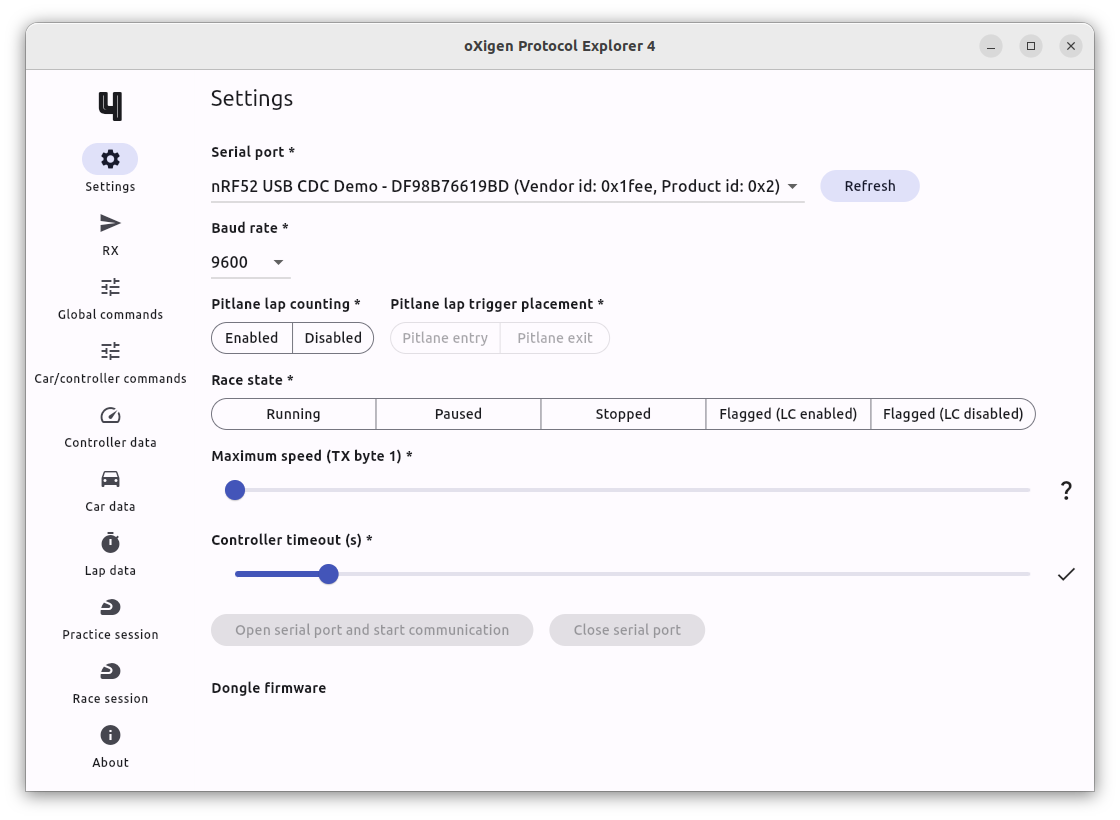 oXigen Protocol Explorer 4
Settings
Settings
RX
Global commands
Car/controller commands
Controller data
Car data
Lap data
Practice session
Race session
About
Serial port *
nRF52 USB CDC Demo - DF98B76619BD (Vendor id: 0x1fee, Product id: 0x2)
Refresh
Baud rate *
9600
Pitlane lap counting * Pitlane lap trigger placement *
Enabled Disabled Pitlane entry Pitlane exit
Race state *
Running Paused Stopped Flagged (LC enabled) Flagged (LC disabled)
Maximum speed (TX byte 1) *
?
Controller timeout (s) *
Open serial port and start communication Close serial port
Dongle firmware